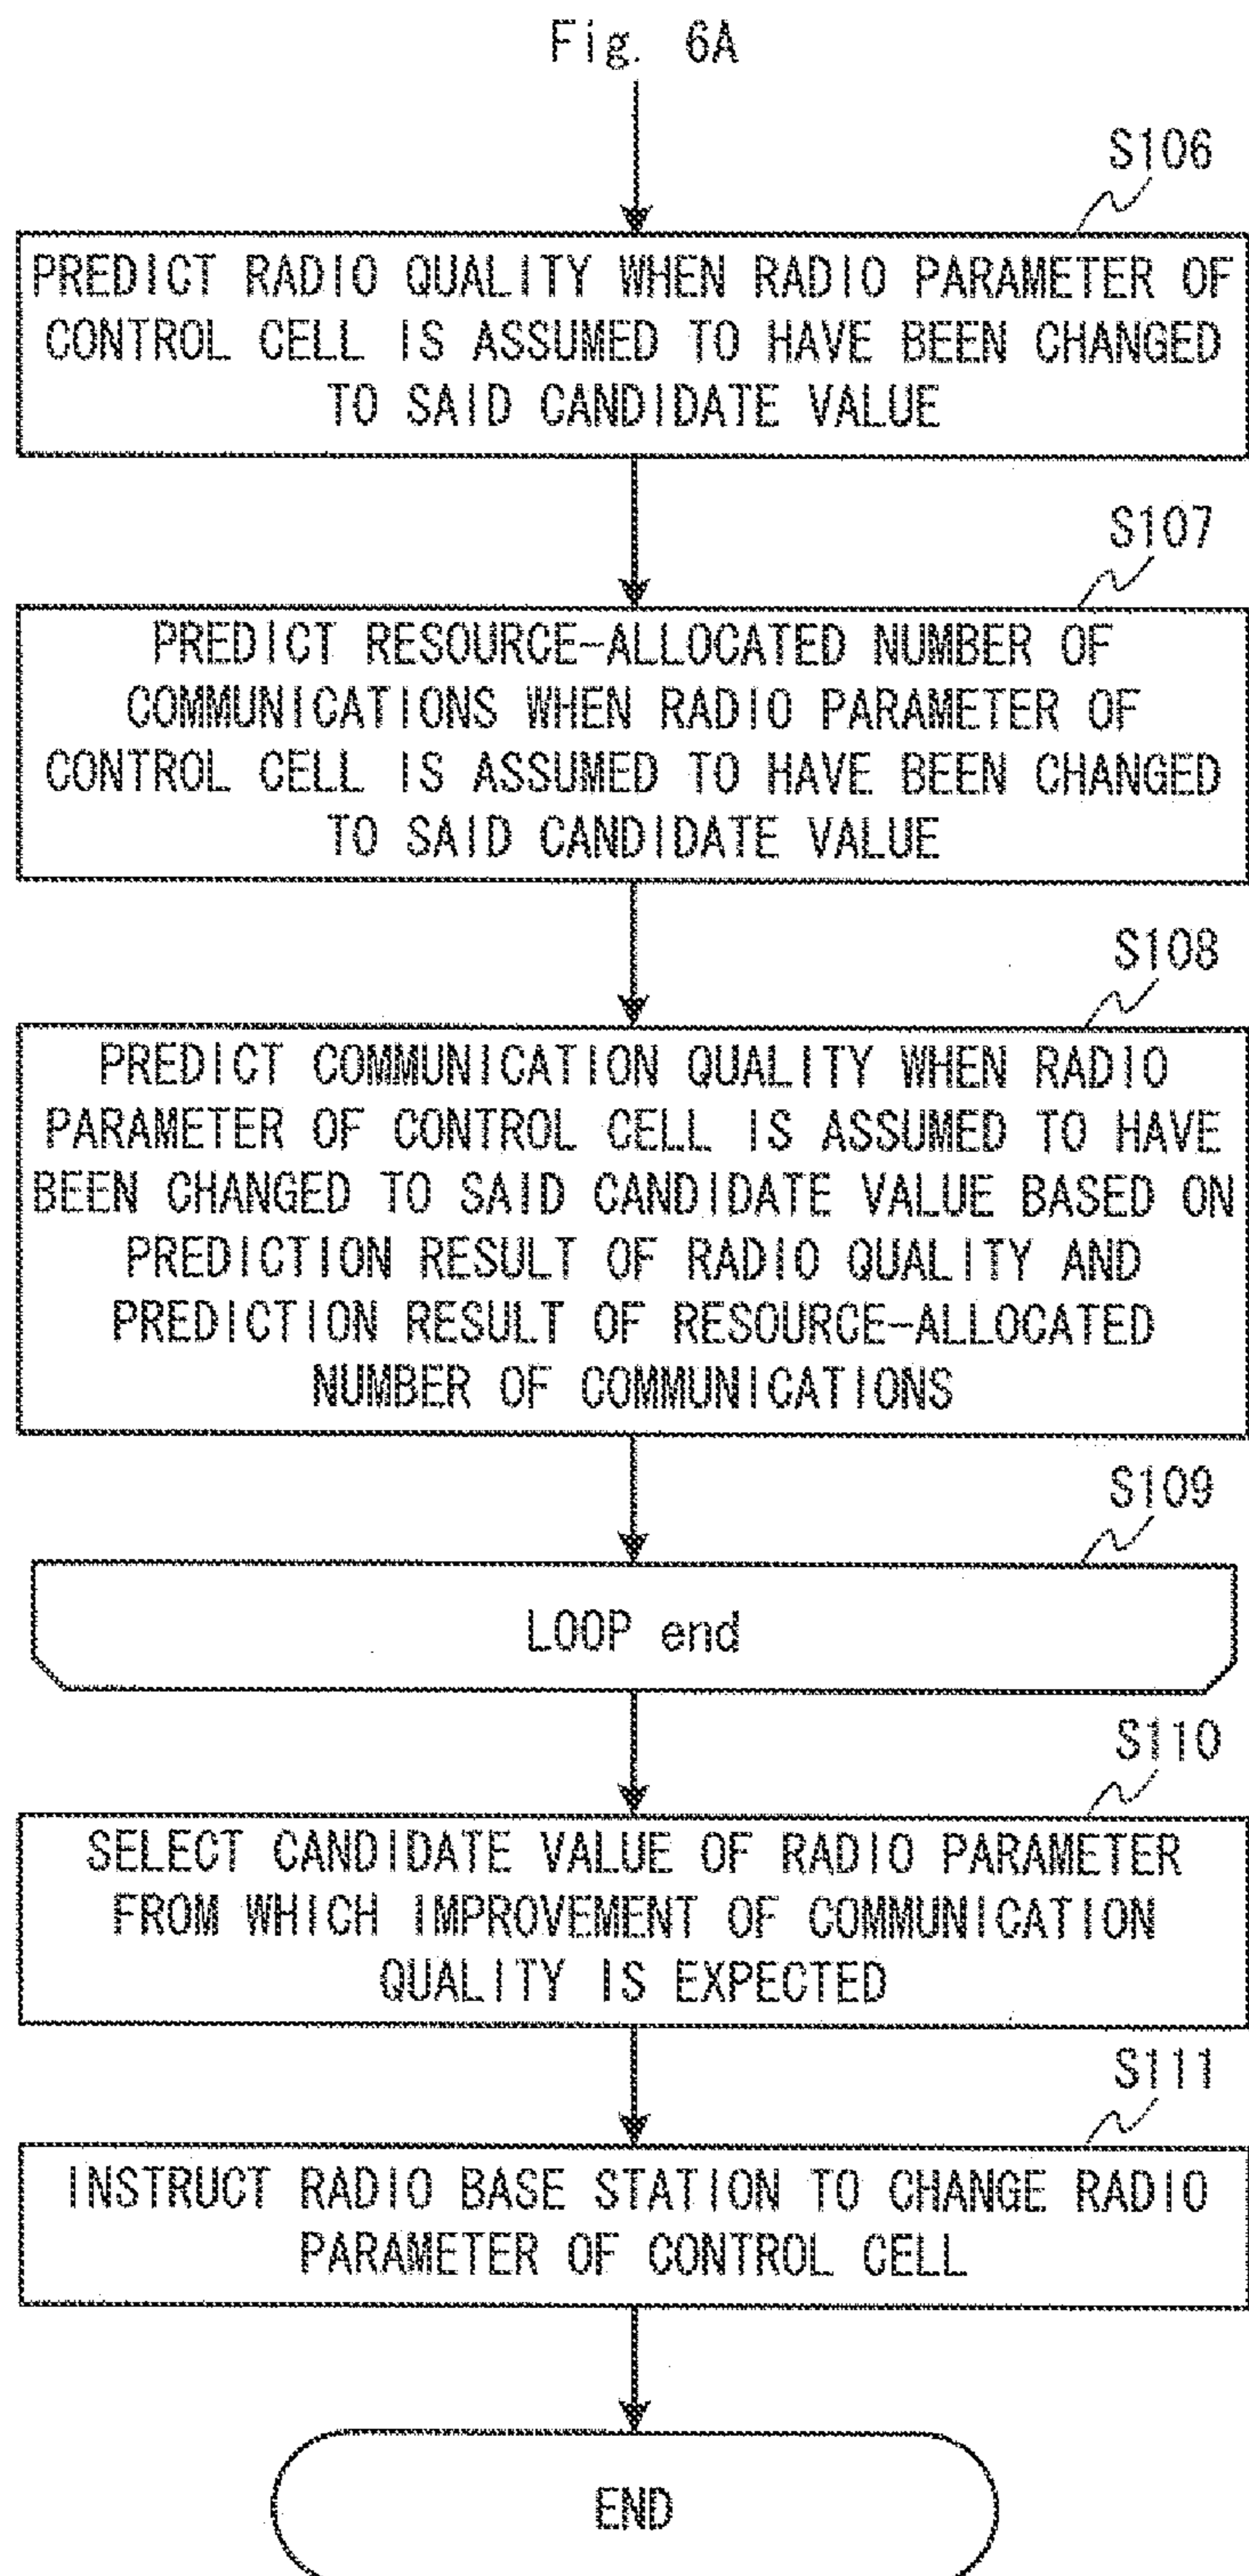 Fig. 6A
S106
PREDICT RADIO QUALITY WHEN RADIO PARAMETER OF
CONTROL CELL IS ASSUMED TO HAVE BEEN CHANGED
TO SAID CANDIDATE VALUE
S107
PREDICT RESOURCE-ALLOCATED NUMBER OF
COMMUNICATIONS WHEN RADIO PARAMETER OF
CONTROL CELL IS ASSUMED TO HAVE BEEN CHANGED
TO SAID CANDIDATE VALUE
S108
PREDICT COMMUNICATION QUALITY WHEN RADIO
PARAMETER OF CONTROL CELL IS ASSUMED TO HAVE
BEEN CHANGED TO SAID CANDIDATE VALUE BASED ON
PREDICTION RESULT OF RADIO QUALITY AND
PREDICTION RESULT OF RESOURCE-ALLOCATED
NUMBER OF COMMUNICATIONS
S109
LOOP end
S110
SELECT CANDIDATE VALUE OF RADIO PARAMETER
FROM WHICH IMPROVEMENT OF COMMUNICATION
QUALITY IS EXPECTED
S111
INSTRUCT RADIO BASE STATION TO CHANGE RADIO
PARAMETER OF CONTROL CELL
END